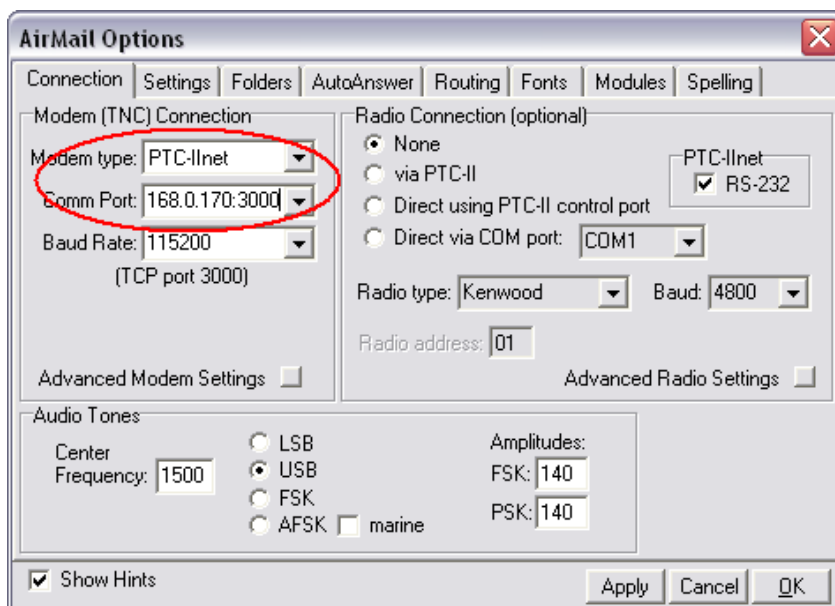 AirMail Options
Connection Settings Folders AutoAnswer Routing Fonts Modules Spelling
Modem (TNC) Connection
Modem type: PTC-IInet
Comm Port: 168.0.170:3000
Baud Rate: 115200
(TCP port 3000)
Advanced Modem Settings
Radio Connection (optional)
None
via PTC-II
Direct using PTC-II control port
Direct via COM port: COM1
PTC-IInet
RS-232
Radio type: Kenwood Baud: 4800
Radio address: 01
Advanced Radio Settings
Audio Tones
Center
Frequency: 1500
LSB
USB
FSK
AFSK marine
Amplitudes:
FSK: 140
PSK: 140
Show Hints
Apply Cancel OK